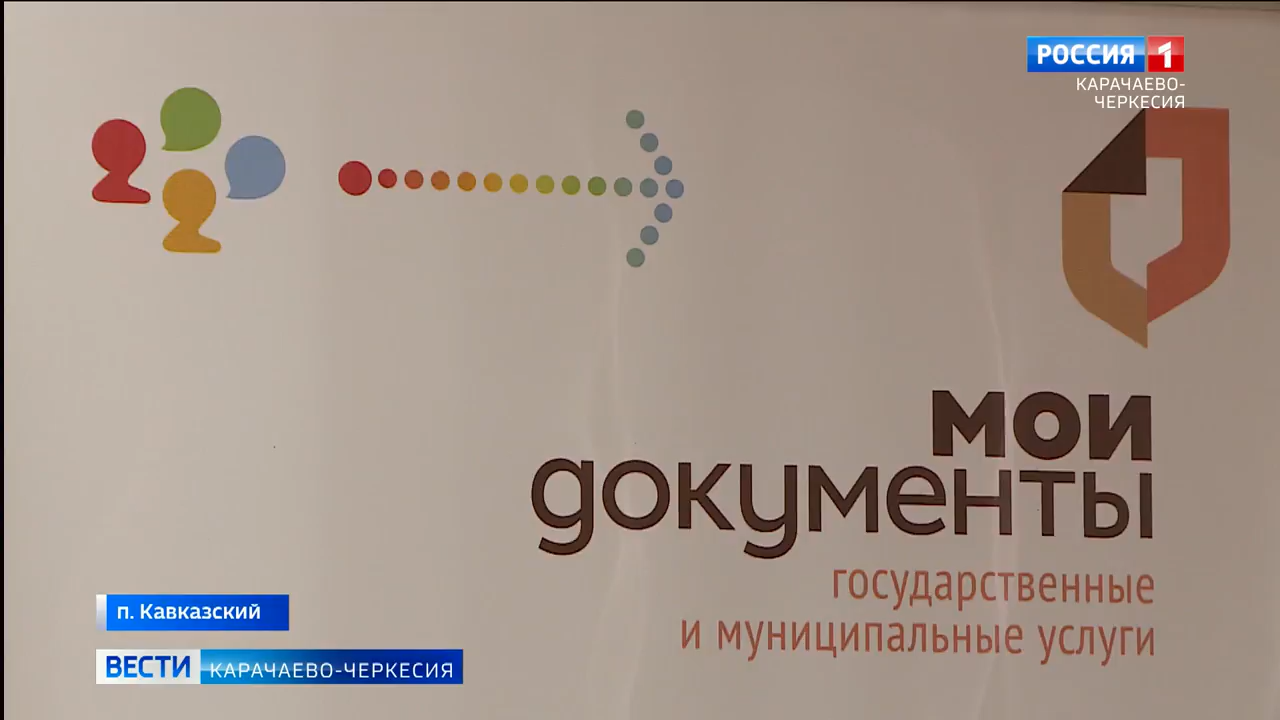 РОССИЯ 1
КАРАЧАЕВО-
ЧЕРКЕСИЯ
мои
документы
государственные
и муниципальные услуги
п. Кавказский
ВЕСТИ КАРАЧАЕВО-ЧЕРКЕСИЯ